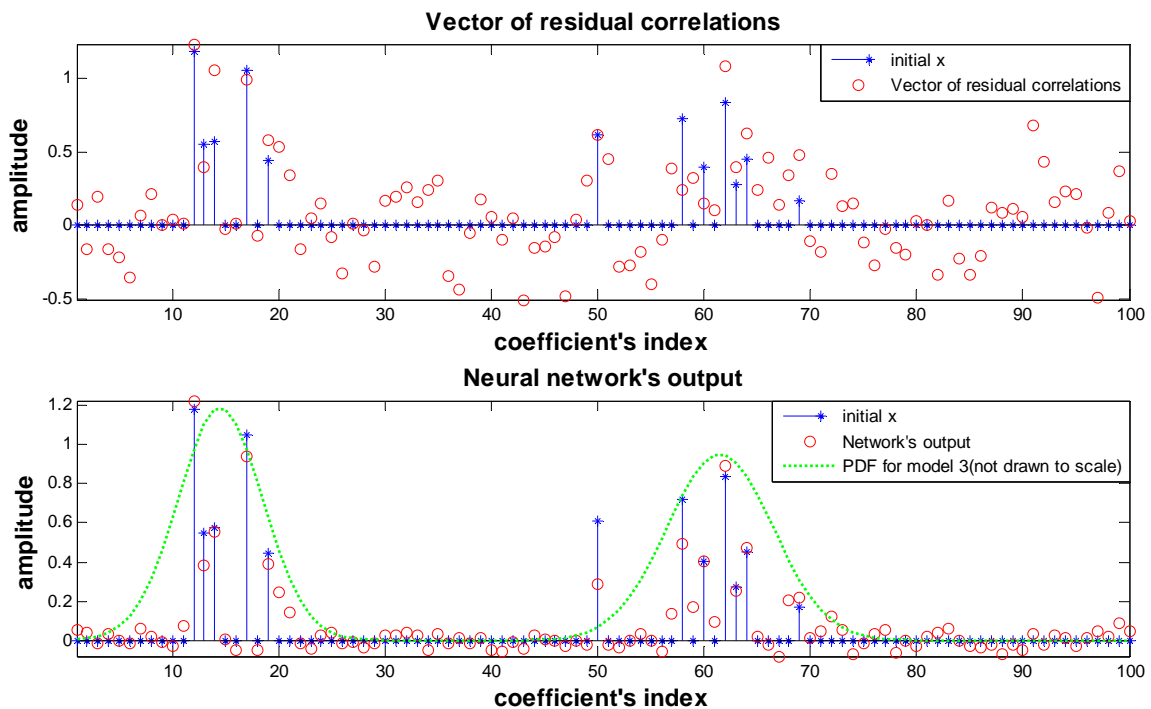 Vector of residual correlations
initial x
Vector of residual correlations
amplitude
1
0.5
0
-0.5
10 20 30 40 50 60 70 80 90 100
coefficient's index
Neural network's output
initial x
Network's output
PDF for model 3(not drawn to scale)
amplitude
1.2
1
0.8
0.6
0.4
0.2
0
10 20 30 40 50 60 70 80 90 100
coefficient's index